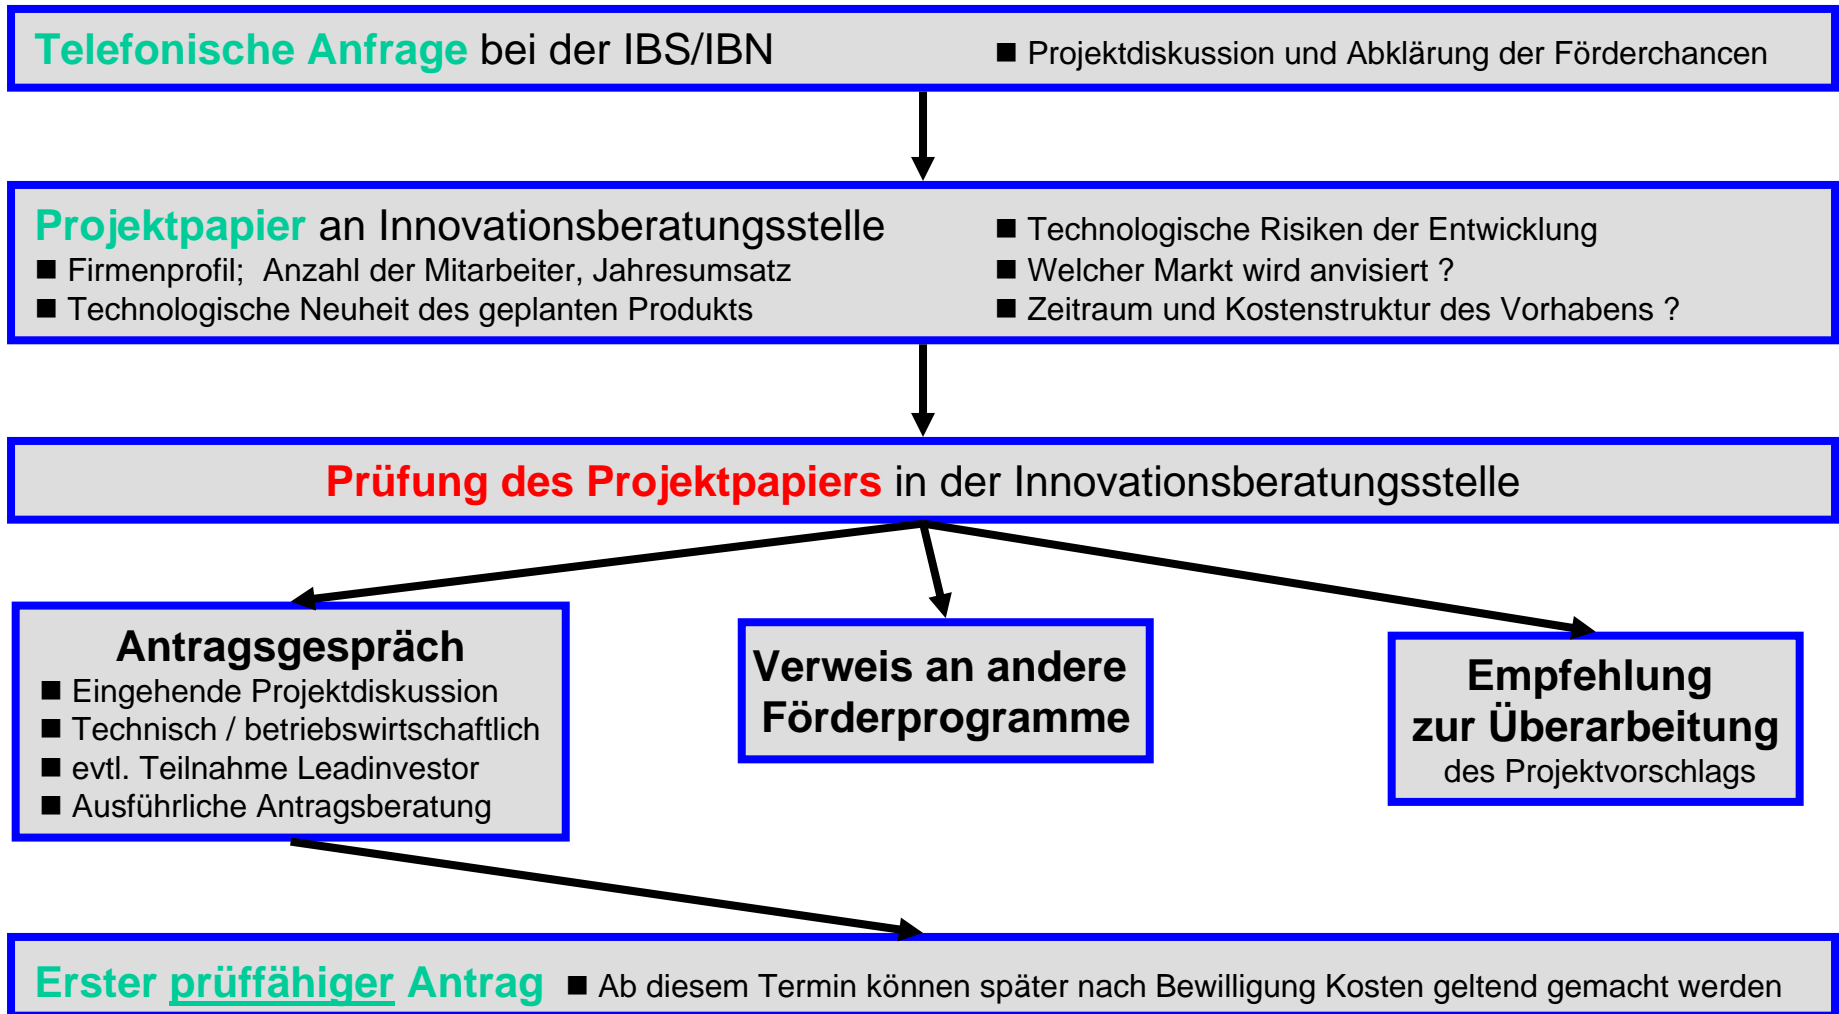 Telefonische Anfrage bei der IBS/IBN
■ Projektdiskussion und Abklärung der Förderchancen
Projektpapier an Innovationsberatungsstelle
■ Firmenprofil; Anzahl der Mitarbeiter, Jahresumsatz
■ Technologische Neuheit des geplanten Produkts
■ Technologische Risiken der Entwicklung
■ Welcher Markt wird anvisiert ?
■ Zeitraum und Kostenstruktur des Vorhabens ?
Prüfung des Projektpapiers in der Innovationsberatungsstelle
Antragsgespräch
■ Eingehende Projektdiskussion
■ Technisch / betriebswirtschaftlich
■ evtl. Teilnahme Leadinvestor
■ Ausführliche Antragsberatung
Verweis an andere
Förderprogramme
Empfehlung
zur Überarbeitung
des Projektvorschlags
Erster prüffähiger Antrag ■ Ab diesem Termin können später nach Bewilligung Kosten geltend gemacht werden